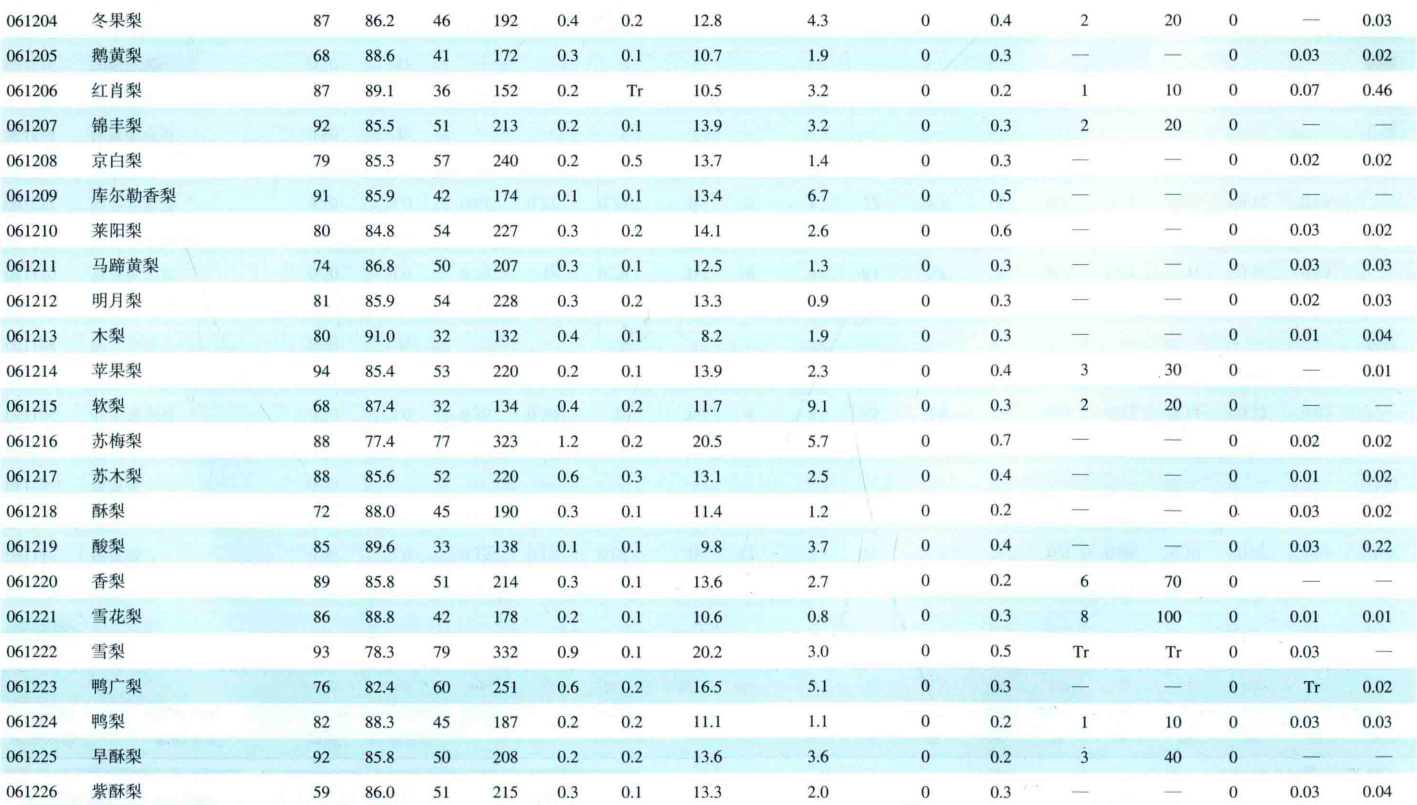 061204 冬果梨 87 86.2 46 192 0.4 0.2 12.8 4.3 0 0.4 2 20 0 — 0.03
061205 鹅黄梨 68 88.6 41 172 0.3 0.1 10.7 1.9 0 0.3 — — 0 0.03 0.02
061206 红肖梨 87 89.1 36 152 0.2 Tr 10.5 3.2 0 0.2 1 10 0 0.07 0.46
061207 锦丰梨 92 85.5 51 213 0.2 0.1 13.9 3.2 0 0.3 2 20 0 — —
061208 京白梨 79 85.3 57 240 0.2 0.5 13.7 1.4 0 0.3 — — 0 0.02 0.02
061209 库尔勒香梨 91 85.9 42 174 0.1 0.1 13.4 6.7 0 0.5 — — 0 — —
061210 莱阳梨 80 84.8 54 227 0.3 0.2 14.1 2.6 0 0.6 — — 0 0.03 0.02
061211 马蹄黄梨 74 86.8 50 207 0.3 0.1 12.5 1.3 0 0.3 — — 0 0.03 0.03
061212 明月梨 81 85.9 54 228 0.3 0.2 13.3 0.9 0 0.3 — — 0 0.02 0.03
061213 木梨 80 91.0 32 132 0.4 0.1 8.2 1.9 0 0.3 — — 0 0.01 0.04
061214 苹果梨 94 85.4 53 220 0.2 0.1 13.9 2.3 0 0.4 3 30 0 — 0.01
061215 软梨 68 87.4 32 134 0.4 0.2 11.7 9.1 0 0.3 2 20 0 — —
061216 苏梅梨 88 77.4 77 323 1.2 0.2 20.5 5.7 0 0.7 — — 0 0.02 0.02
061217 苏木梨 88 85.6 52 220 0.6 0.3 13.1 2.5 0 0.4 — — 0 0.01 0.02
061218 酥梨 72 88.0 45 190 0.3 0.1 11.4 1.2 0 0.2 — — 0 0.03 0.02
061219 酸梨 85 89.6 33 138 0.1 0.1 9.8 3.7 0 0.4 — — 0 0.03 0.22
061220 香梨 89 85.8 51 214 0.3 0.1 13.6 2.7 0 0.2 6 70 0 — —
061221 雪花梨 86 88.8 42 178 0.2 0.1 10.6 0.8 0 0.3 8 100 0 0.01 0.01
061222 雪梨 93 78.3 79 332 0.9 0.1 20.2 3.0 0 0.5 Tr Tr 0 0.03 —
061223 鸭广梨 76 82.4 60 251 0.6 0.2 16.5 5.1 0 0.3 — — 0 Tr 0.02
061224 鸭梨 82 88.3 45 187 0.2 0.2 11.1 1.1 0 0.2 1 10 0 0.03 0.03
061225 早酥梨 92 85.8 50 208 0.2 0.2 13.6 3.6 0 0.2 3 40 0 — —
061226 紫酥梨 59 86.0 51 215 0.3 0.1 13.3 2.0 0 0.3 — — 0 0.03 0.04